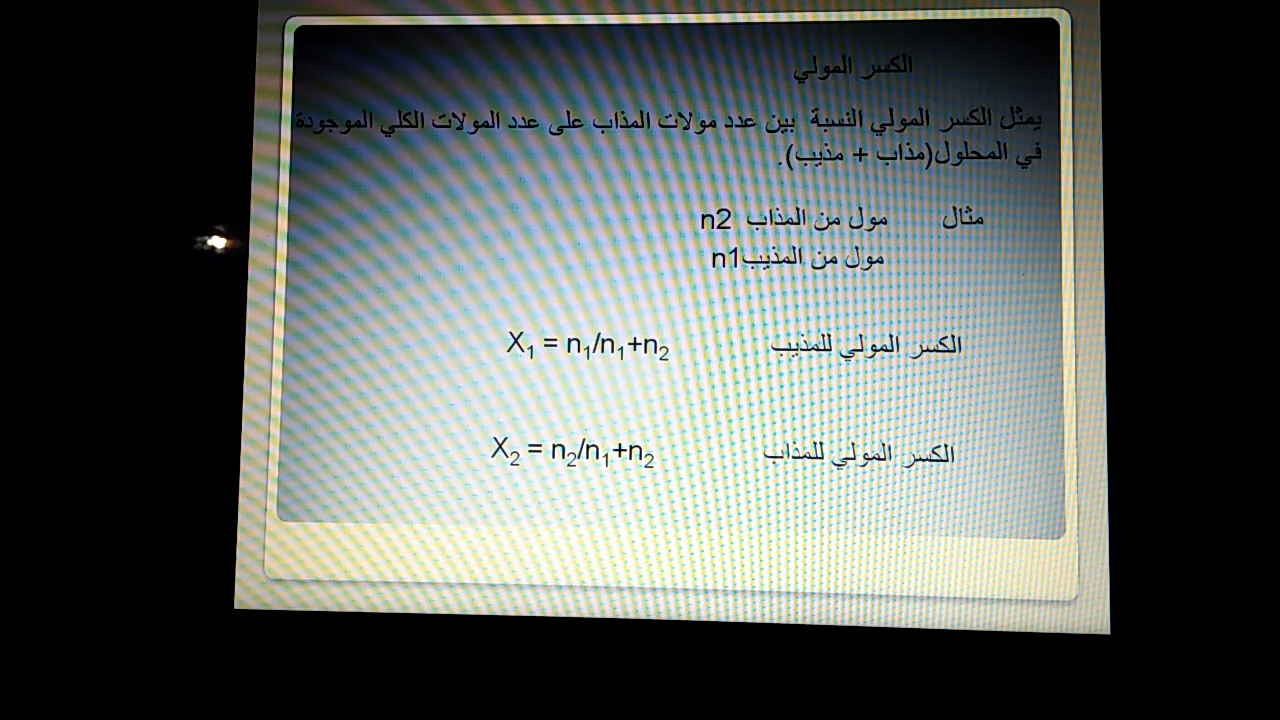 الكسر المولي
يمثل الكسر المولي النسبة بين عدد مولات المذاب على عدد المولات الكلي الموجودة
في المحلول(مذاب + مذيب).
مثال مول من المذاب n2
مول من المذيبn1
الكسر المولي للمذيب X₁ = n₁/n₁+n₂
الكسر المولي للمذاب X₂ = n₂/n₁+n₂